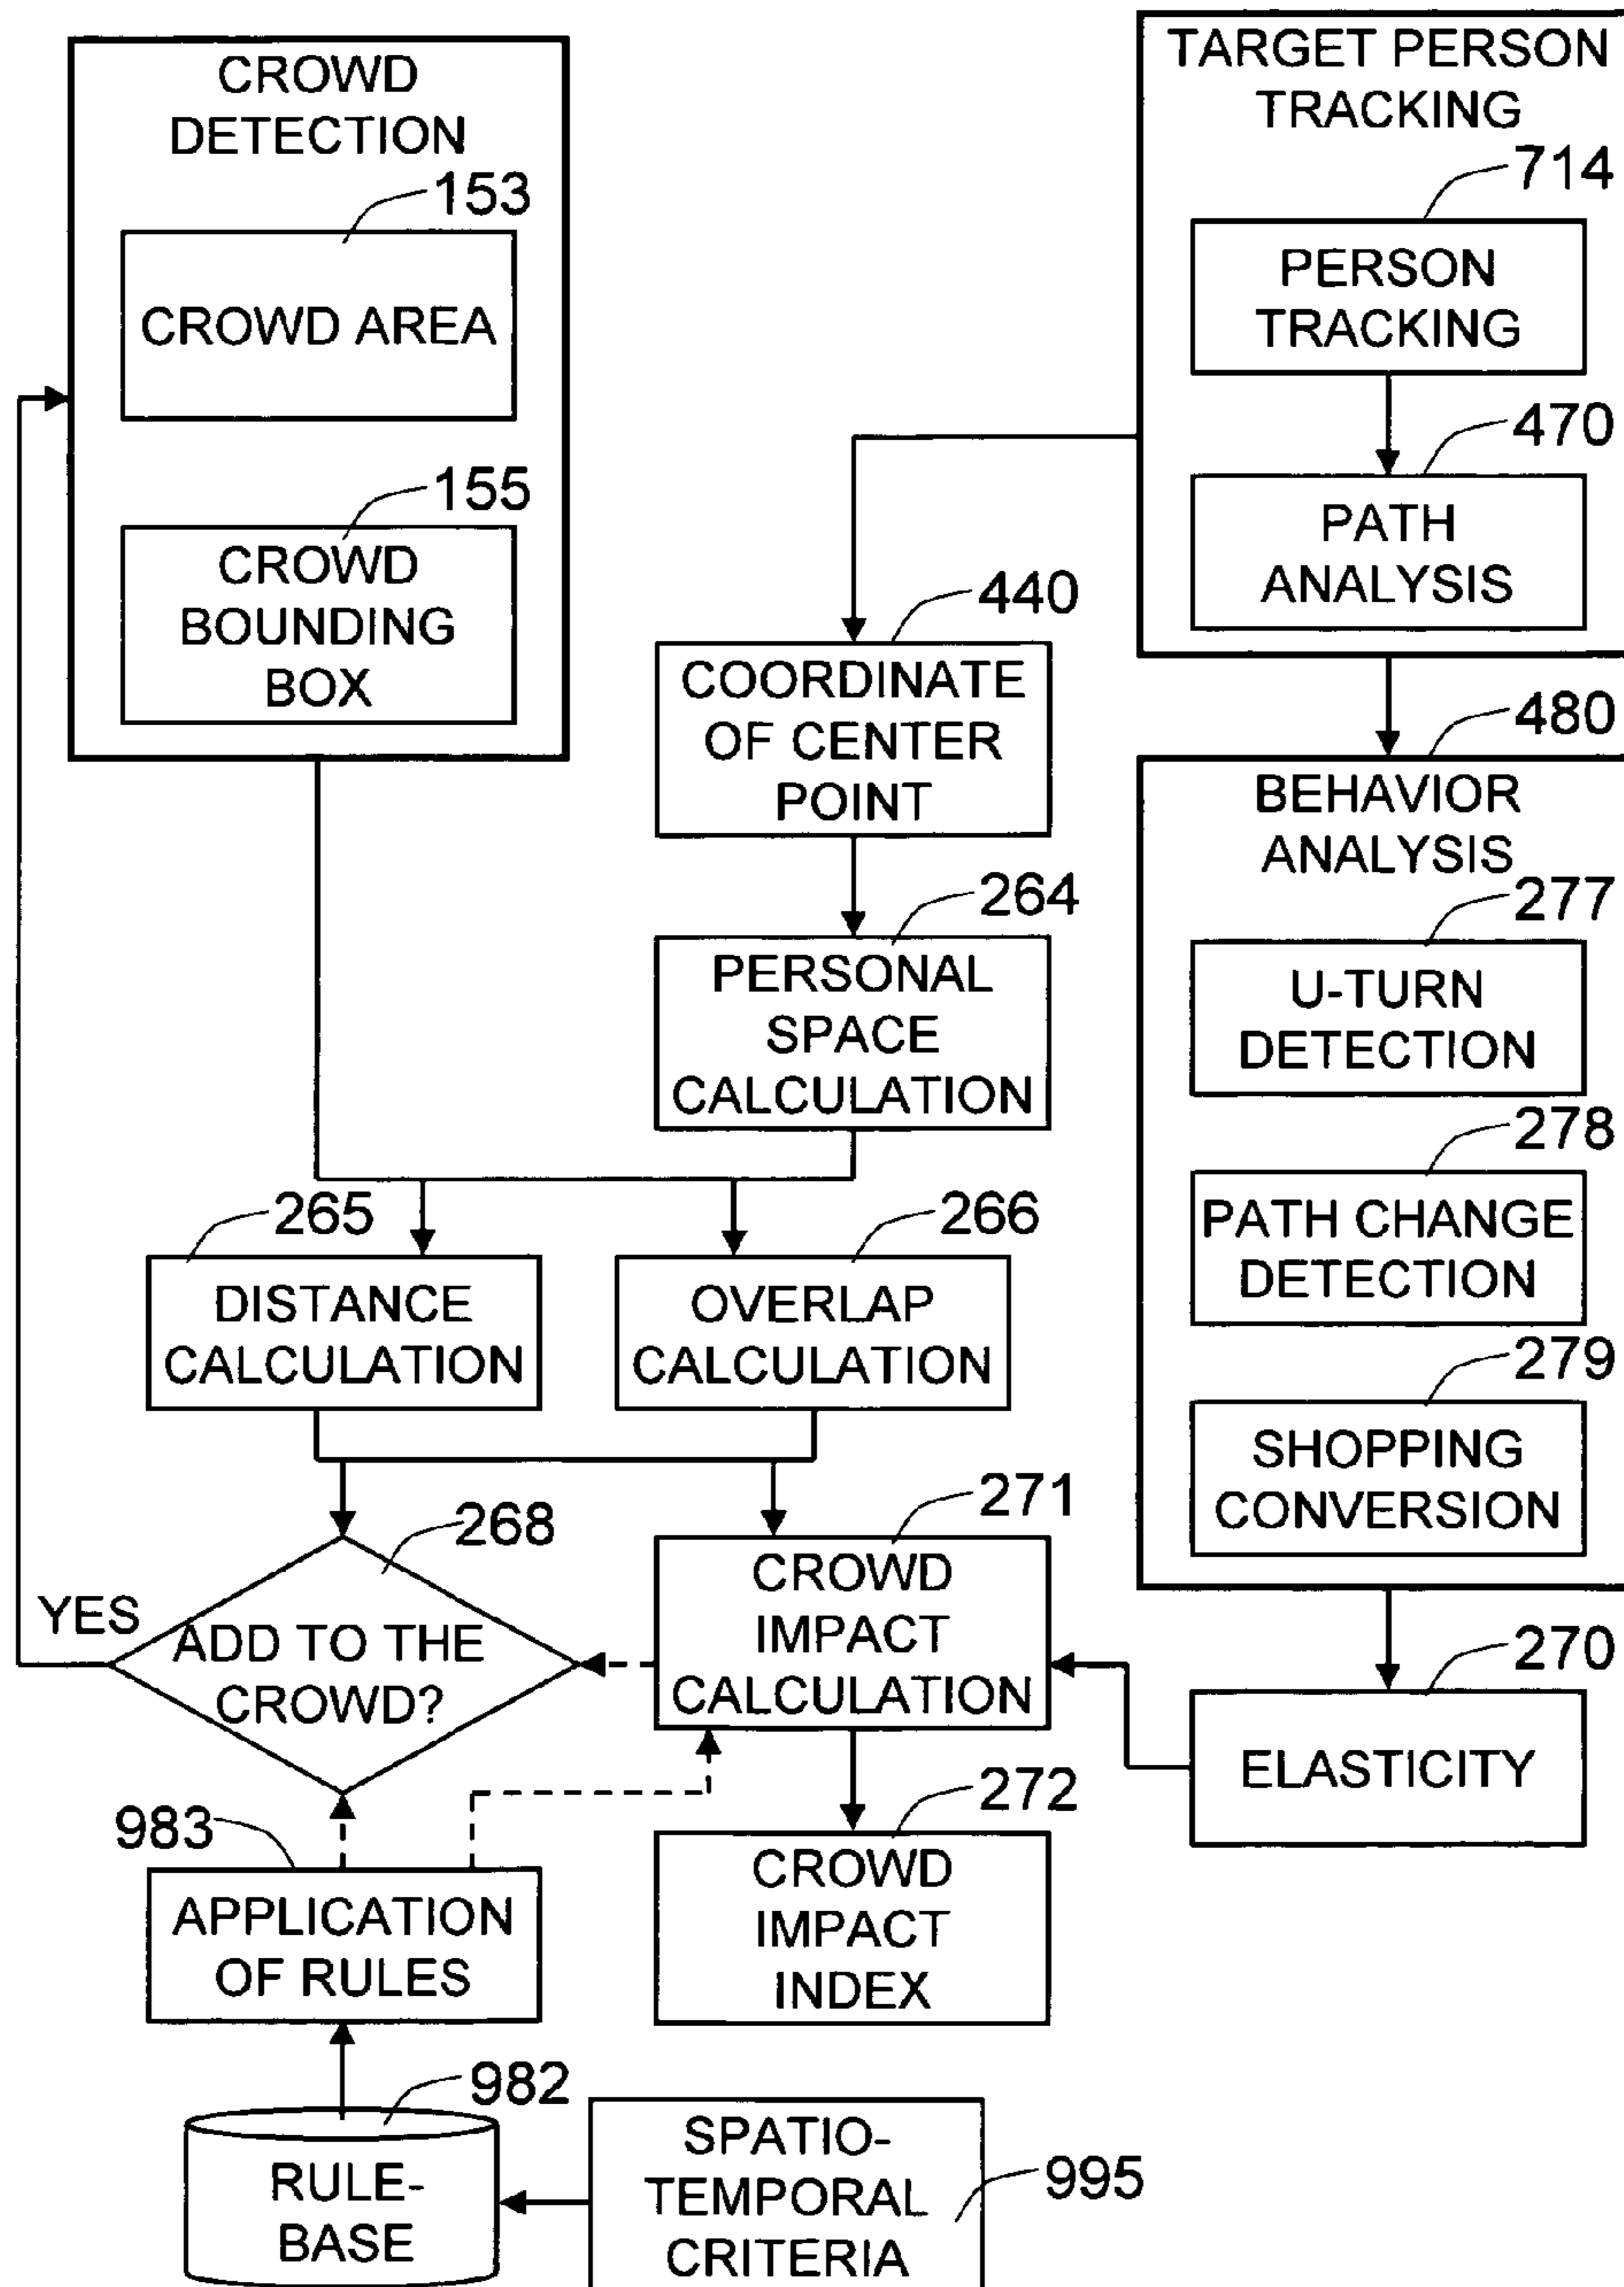 CROWD
DETECTION
153
CROWD AREA
155
CROWD
BOUNDING
BOX
TARGET PERSON
TRACKING
714
PERSON
TRACKING
470
PATH
ANALYSIS
440
COORDINATE
OF CENTER
POINT
264
PERSONAL
SPACE
CALCULATION
480
BEHAVIOR
ANALYSIS
277
U-TURN
DETECTION
278
PATH CHANGE
DETECTION
279
SHOPPING
CONVERSION
265
DISTANCE
CALCULATION
266
OVERLAP
CALCULATION
268
YES
ADD TO THE
CROWD?
271
CROWD
IMPACT
CALCULATION
270
ELASTICITY
272
CROWD
IMPACT
INDEX
983
APPLICATION
OF RULES
982
RULE-
BASE
SPATIO-
TEMPORAL
CRITERIA
995